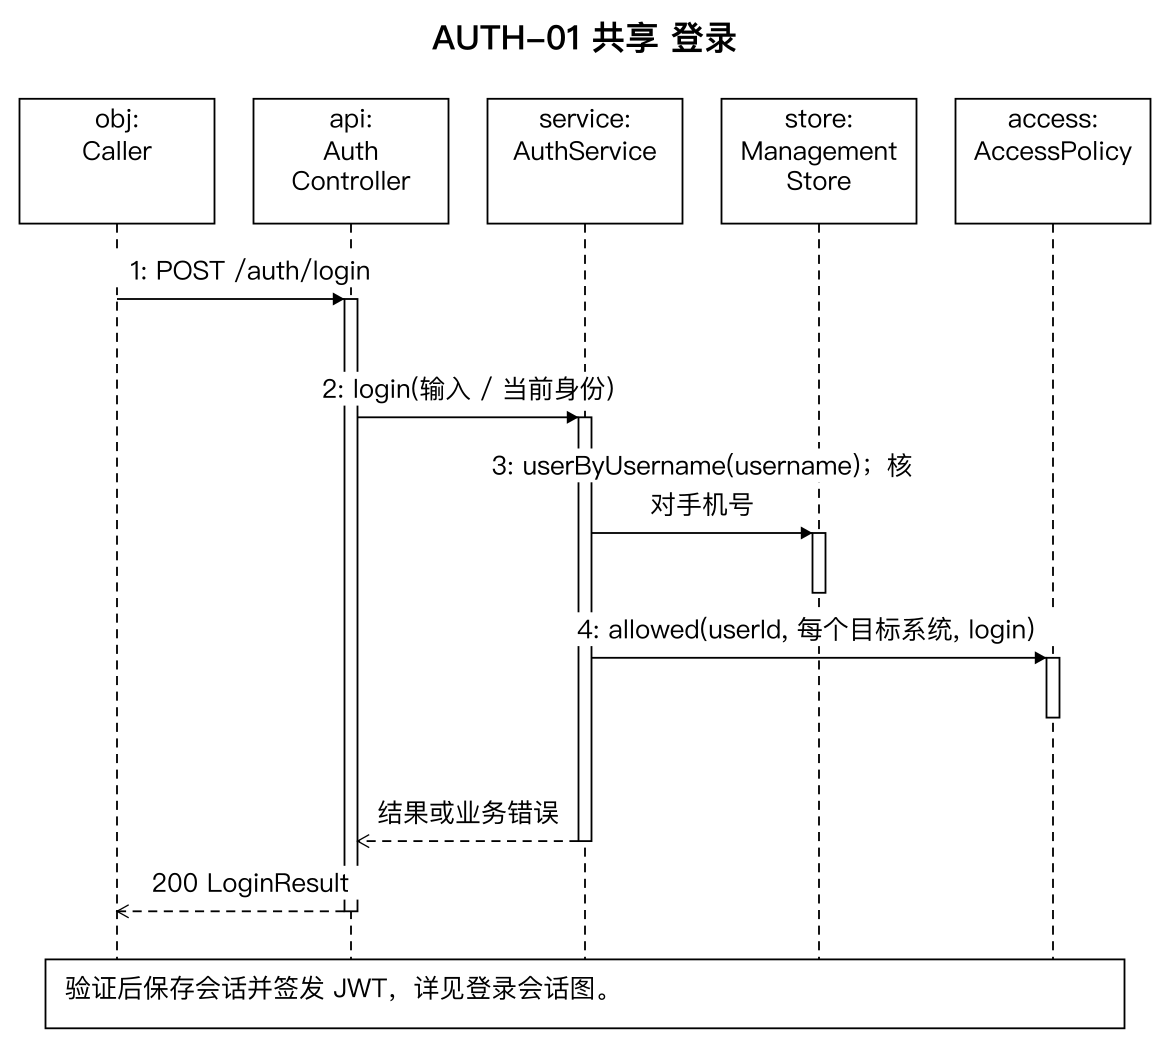 AUTH–01 共享 登录
obj:
Caller
api:
Auth
Controller
service:
AuthService
store:
Management
Store
access:
AccessPolicy
1: POST /auth/login
2: login(输入 / 当前身份)
3: userByUsername(username)；核
对手机号
4: allowed(userId, 每个目标系统, login)
结果或业务错误
200 LoginResult
验证后保存会话并签发 JWT，详见登录会话图。